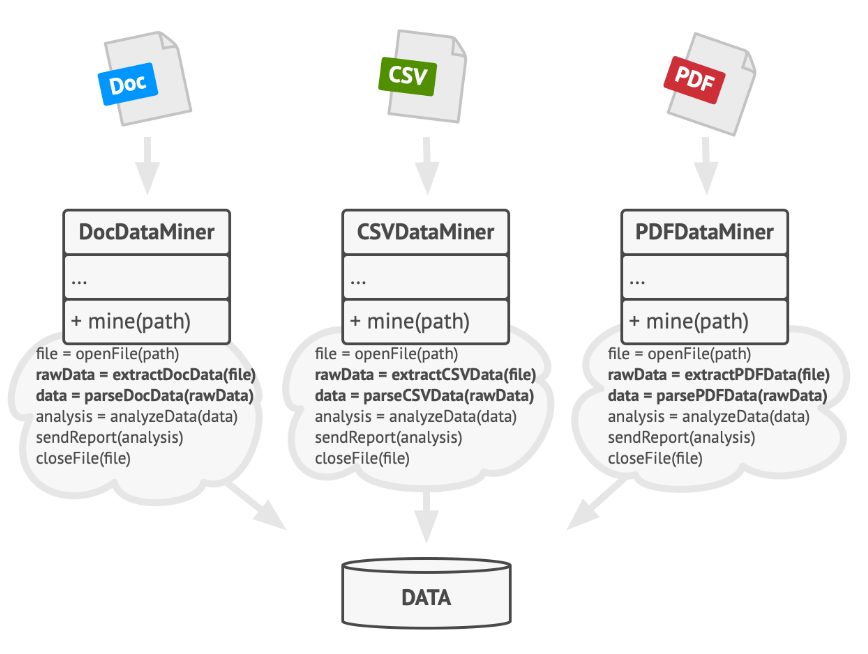 Doc
CSV
PDF
DocDataMiner
...
+ mine(path)
file = openFile(path)
rawData = extractDocData(file)
data = parseDocData(rawData)
analysis = analyzeData(data)
sendReport(analysis)
closeFile(file)
CSVDataMiner
...
+ mine(path)
file = openFile(path)
rawData = extractCSVData(file)
data = parseCSVData(rawData)
analysis = analyzeData(data)
sendReport(analysis)
closeFile(file)
PDFDataMiner
...
+ mine(path)
file = openFile(path)
rawData = extractPDFData(file)
data = parsePDFData(rawData)
analysis = analyzeData(data)
sendReport(analysis)
closeFile(file)
DATA